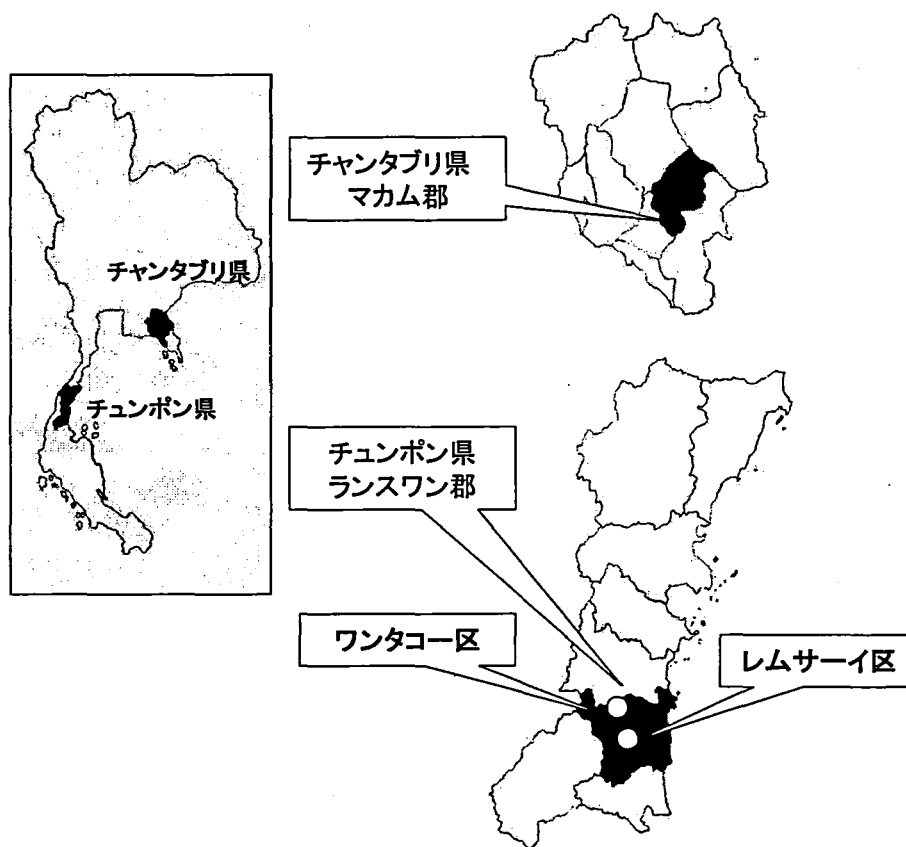 チャンタブリ県
チュンポン県
チャンタブリ県
マカム郡
チュンポン県
ランスワン郡
ワンタコー区
レムサーイ区